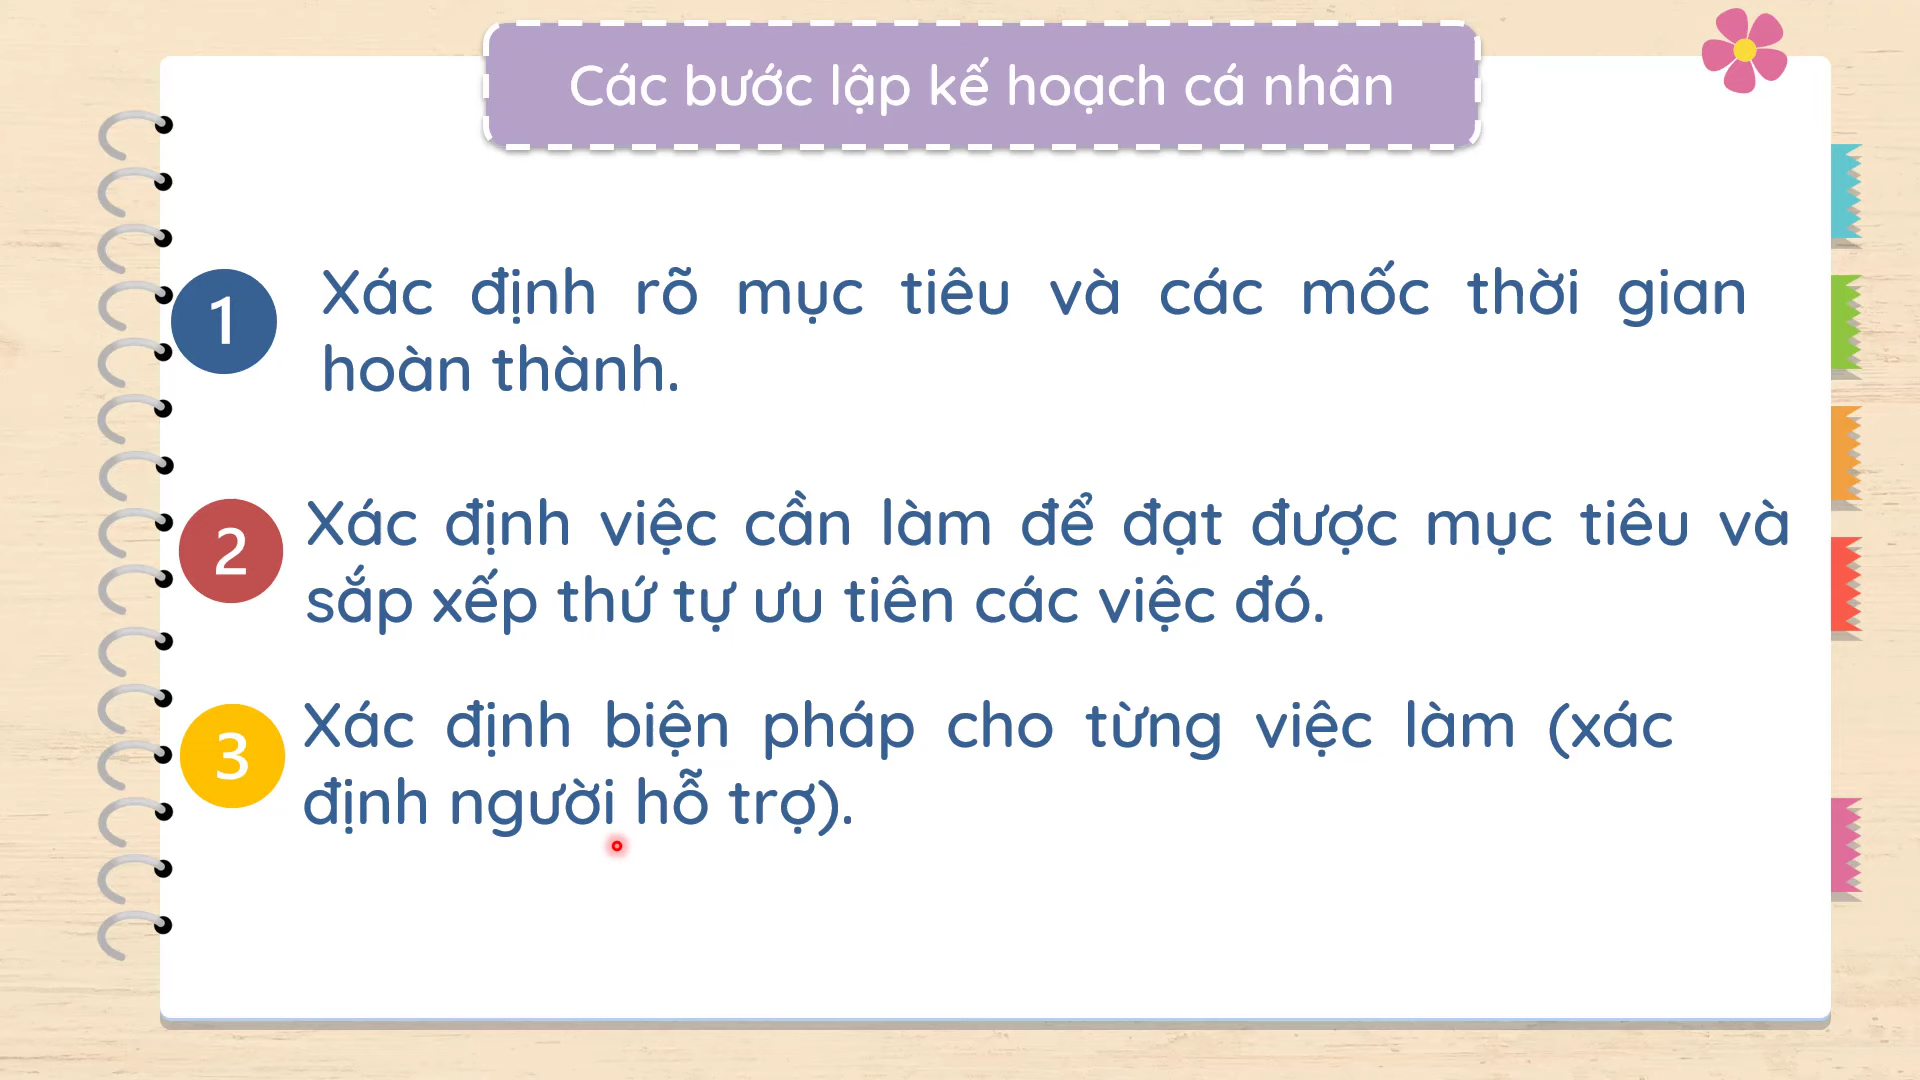 Các bước lập kế hoạch cá nhân
1
Xác định rõ mục tiêu và các mốc thời gian
hoàn thành.
2
Xác định việc cần làm để đạt được mục tiêu và
sắp xếp thứ tự ưu tiên các việc đó.
3
Xác định biện pháp cho từng việc làm (xác
định người hỗ trợ).